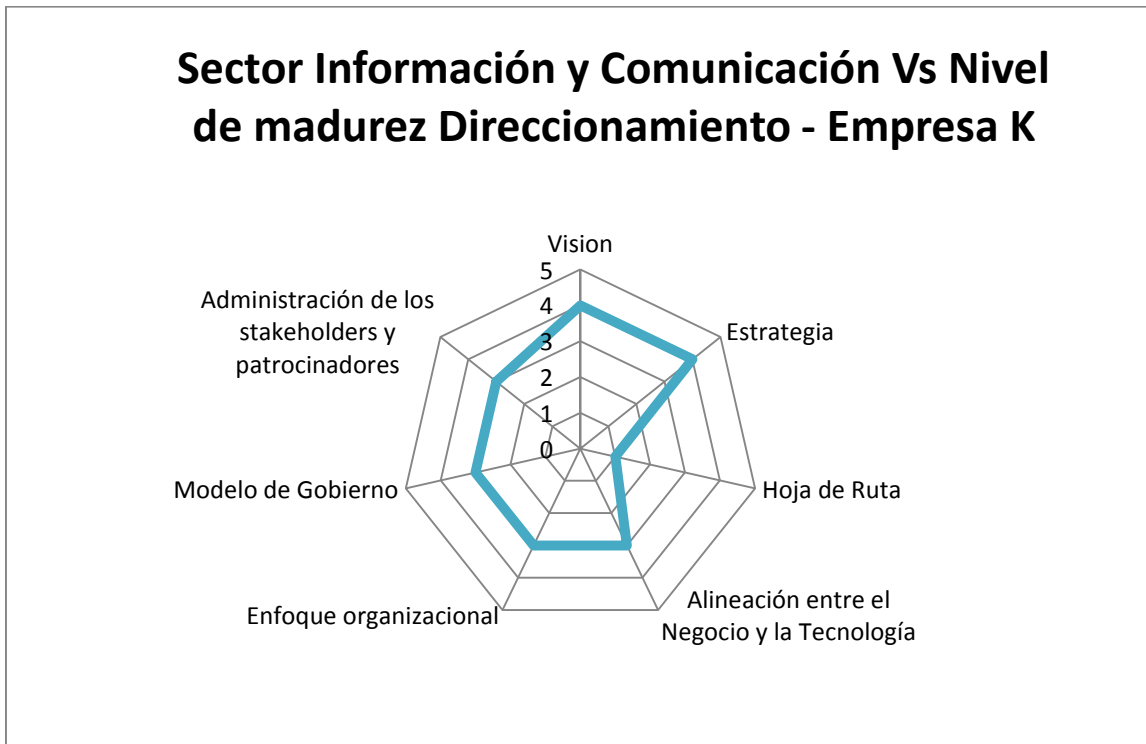 Sector Información y Comunicación Vs Nivel
de madurez Direccionamiento - Empresa K
Vision
5
4
3
2
1
0
Estrategia
Hoja de Ruta
Alineación entre el
Negocio y la Tecnología
Enfoque organizacional
Modelo de Gobierno
Administración de los
stakeholders y
patrocinadores